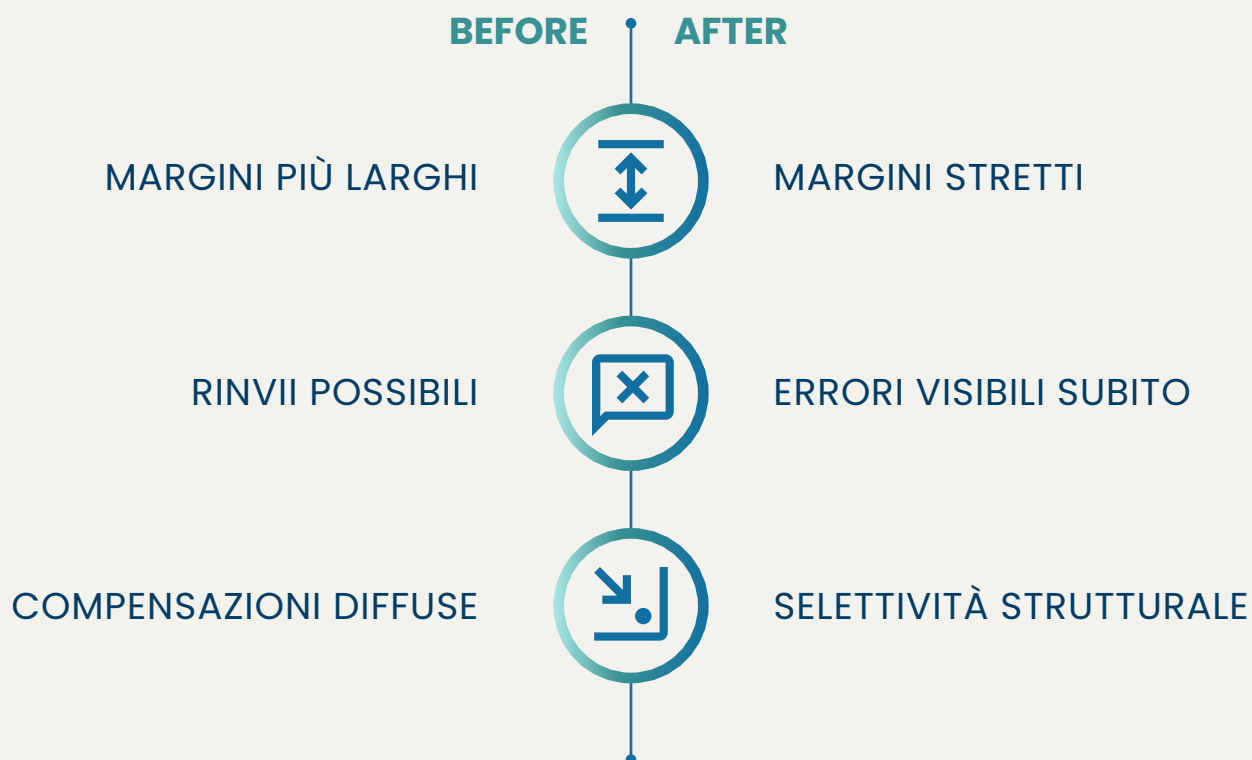 BEFORE AFTER
MARGINI PIÙ LARGHI MARGINI STRETTI
RINVII POSSIBILI ERRORI VISIBILI SUBITO
COMPENSAZIONI DIFFUSE SELETTIVITÀ STRUTTURALE